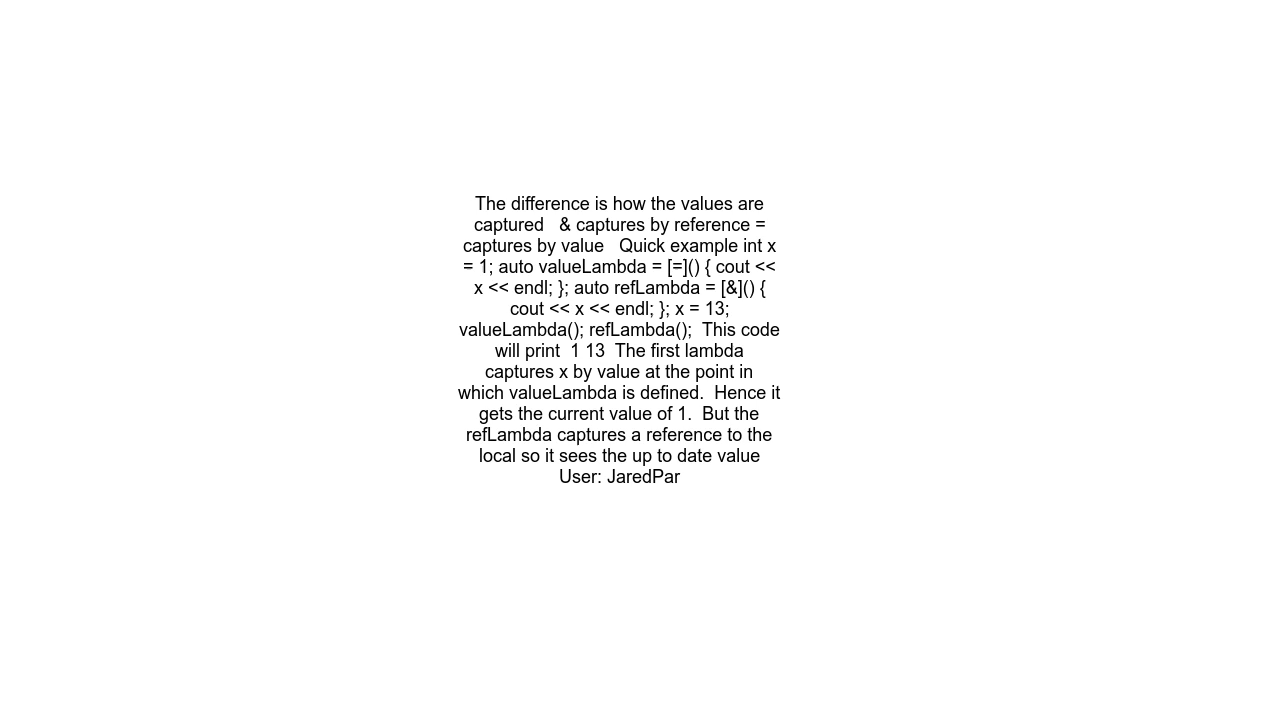 The difference is how the values are
captured   & captures by reference =
captures by value   Quick example int x
= 1; auto valueLambda = [=]() { cout <<
x << endl; }; auto refLambda = [&]() {
cout << x << endl; }; x = 13;
valueLambda(); refLambda();  This code
will print  1 13  The first lambda
captures x by value at the point in
which valueLambda is defined.  Hence it
gets the current value of 1.  But the
refLambda captures a reference to the
local so it sees the up to date value
User: JaredPar